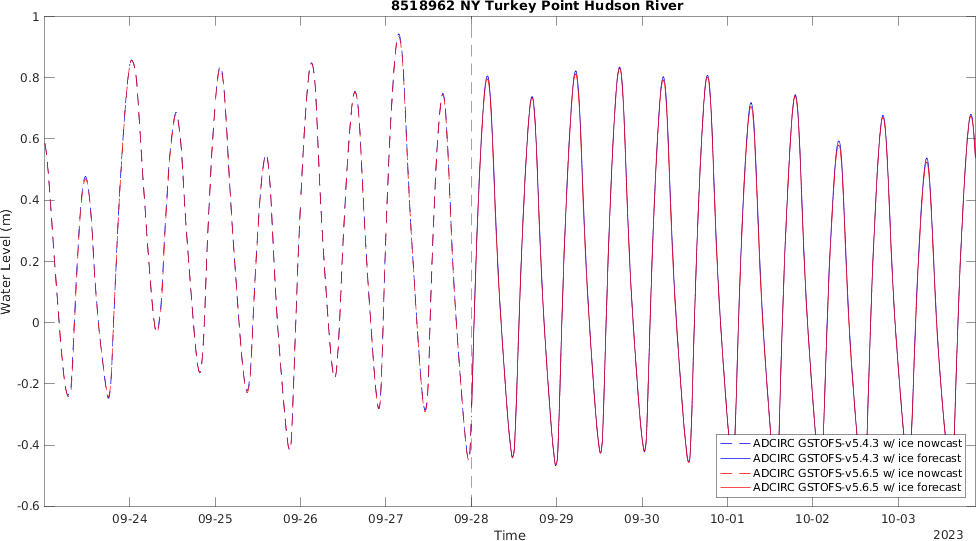 8518962 NY Turkey Point Hudson River
1
0.8
0.6
0.4
0.2
0
-0.2
-0.4
-0.6
Water Level (m)
ADCIRC GSTOFS-v5.4.3 w/ ice nowcast
ADCIRC GSTOFS-v5.4.3 w/ ice forecast
ADCIRC GSTOFS-v5.6.5 w/ ice nowcast
ADCIRC GSTOFS-v5.6.5 w/ ice forecast
09-24 09-25 09-26 09-27 09-28 09-29 09-30 10-01 10-02 10-03
Time
2023